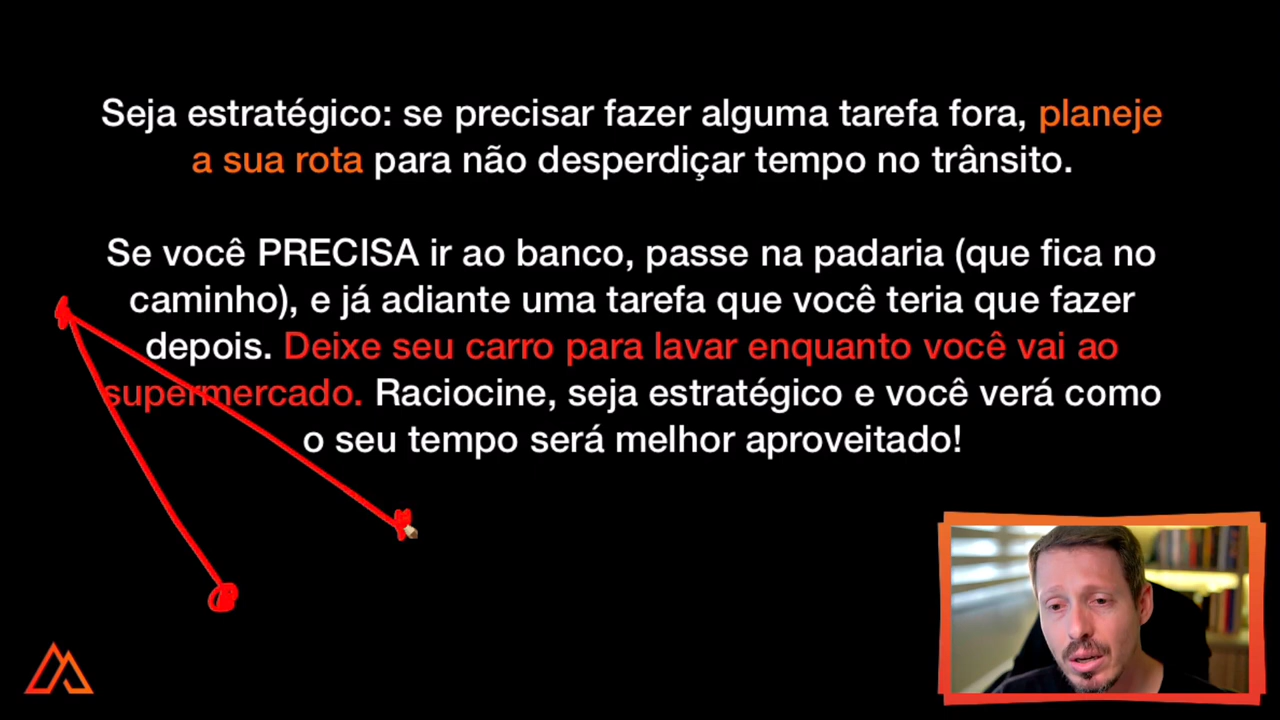 Seja estratégico: se precisar fazer alguma tarefa fora, planeje
a sua rota para não desperdiçar tempo no trânsito.
Se você PRECISA ir ao banco, passe na padaria (que fica no
caminho), e já adiante uma tarefa que você teria que fazer
depois. Deixe seu carro para lavar enquanto você vai ao
supermercado. Raciocine, seja estratégico e você verá como
o seu tempo será melhor aproveitado!